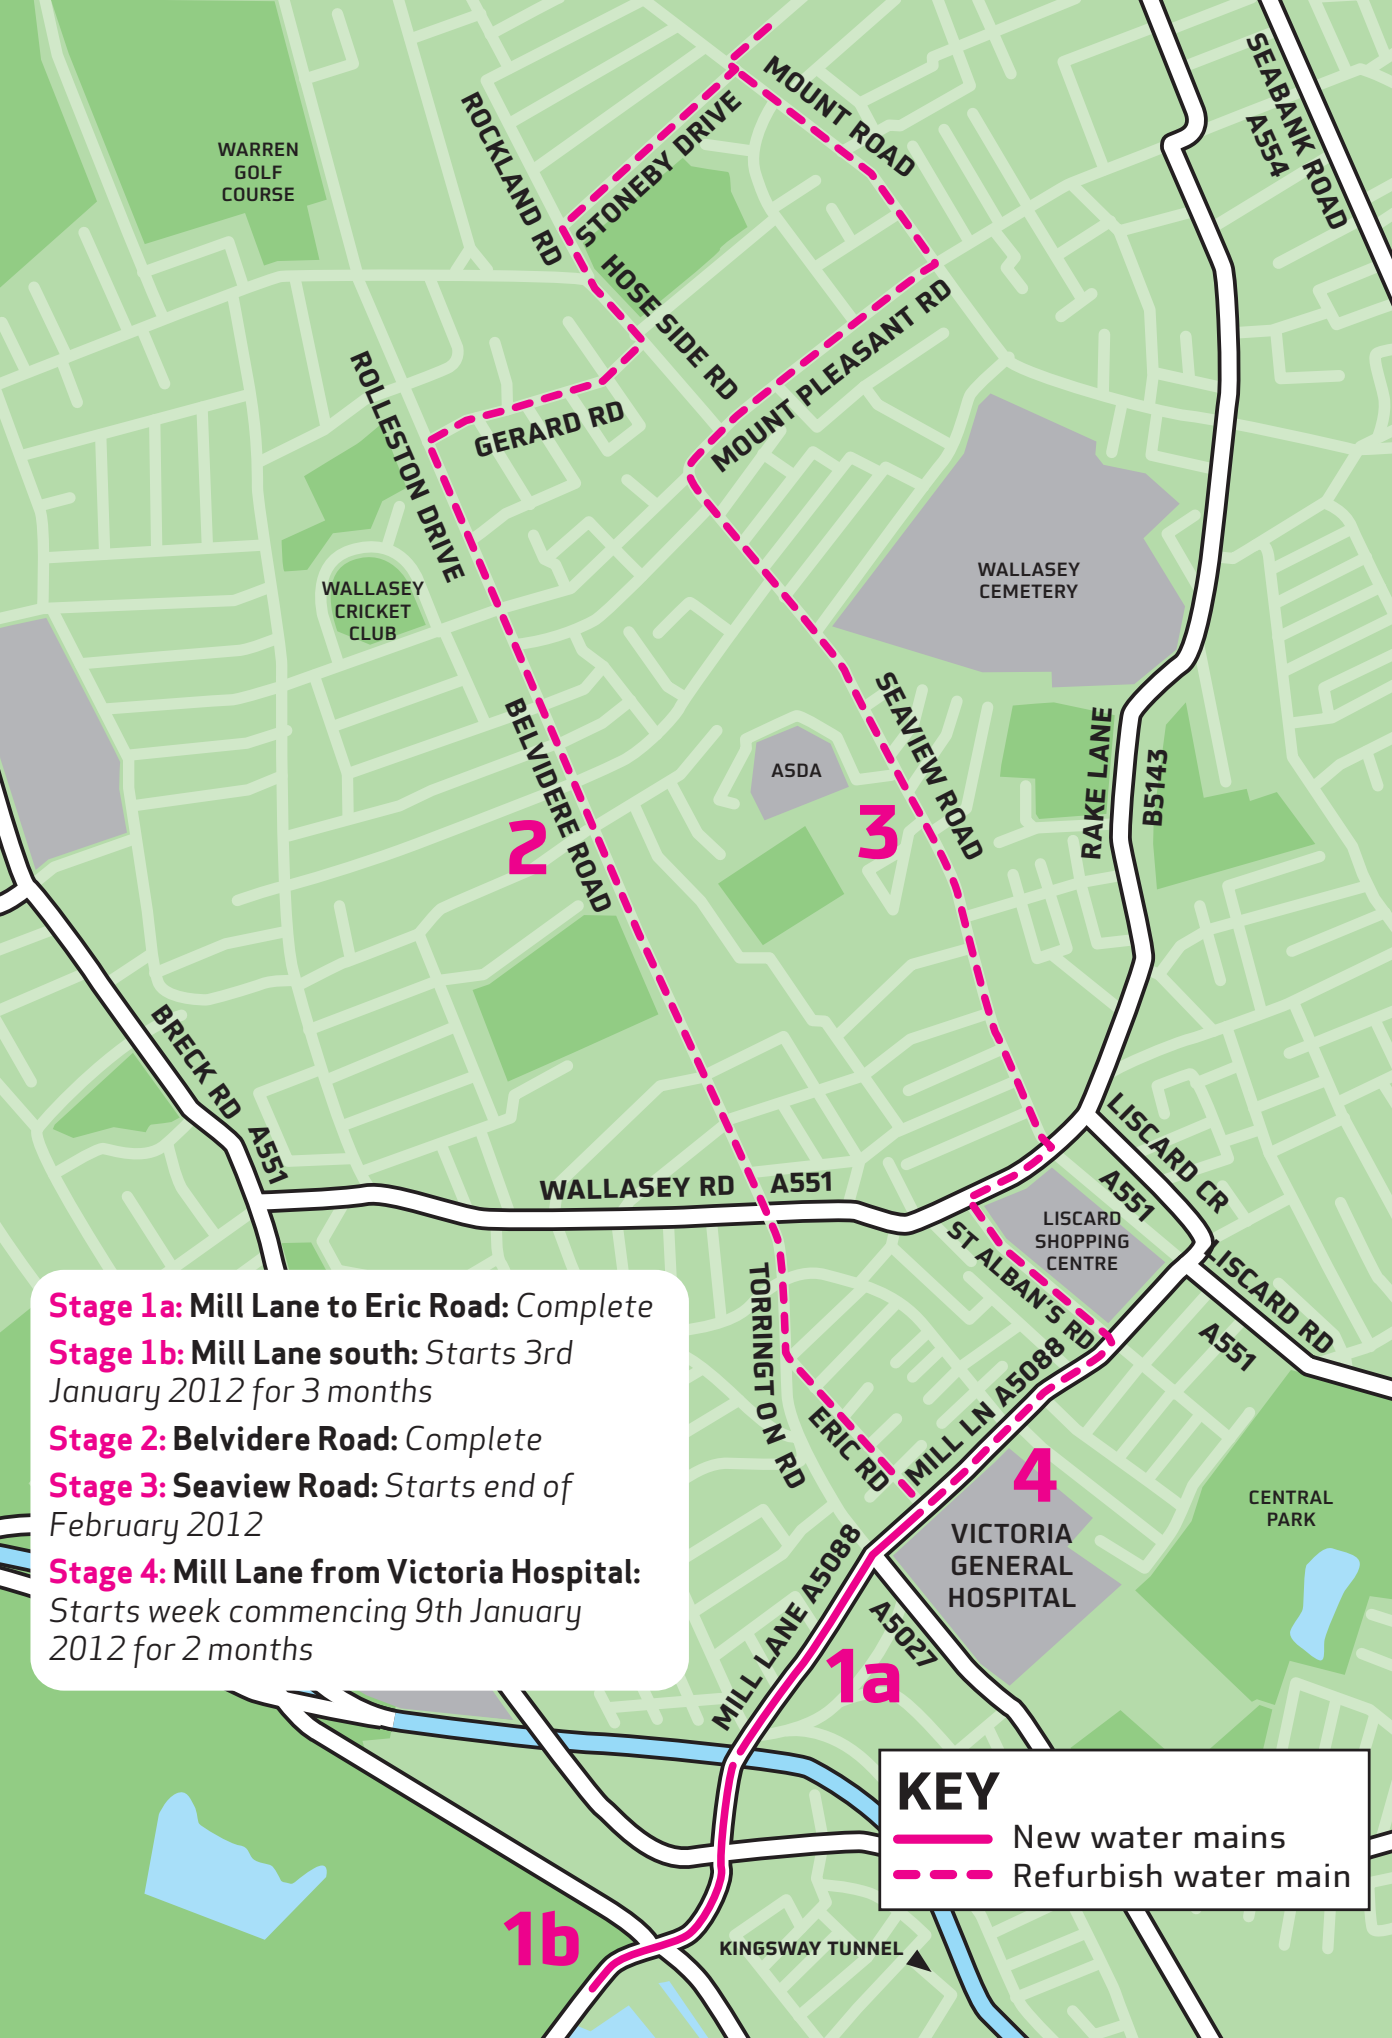 MOUNT ROAD
SEABANK ROAD
A554
ROCKLAND RD
STONEBY DRIVE
WARREN
GOLF
COURSE
HOSE SIDE RD
MOUNT PLEASANT RD
ROLLESTON DRIVE
GERARD RD
WALLASEY
CEMETERY
WALLASEY
CRICKET
CLUB
SEAVIEW ROAD
BELVIDERE ROAD
RAKE LANE
B5143
ASDA
2
3
BRECK RD
A551
LISCARD CR
A551
WALLASEY RD
A551
LISCARD
SHOPPING
CENTRE
ST ALBAN'S RD
LISCARD RD
A551
TORRINGTON RD
ERIC RD
MILL LN A5088
4
VICTORIA
GENERAL
HOSPITAL
CENTRAL
PARK
MILL LANE A5088
A5027
1a
Stage 1a: Mill Lane to Eric Road: Complete
Stage 1b: Mill Lane south: Starts 3rd
January 2012 for 3 months
Stage 2: Belvidere Road: Complete
Stage 3: Seaview Road: Starts end of
February 2012
Stage 4: Mill Lane from Victoria Hospital:
Starts week commencing 9th January
2012 for 2 months
KEY
New water mains
Refurbish water main
1b
KINGSWAY TUNNEL